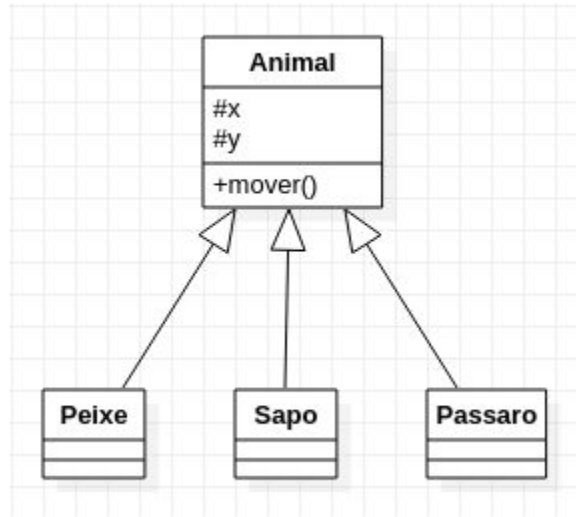 Animal
#x
#y
+mover()
Peixe
Sapo
Passaro